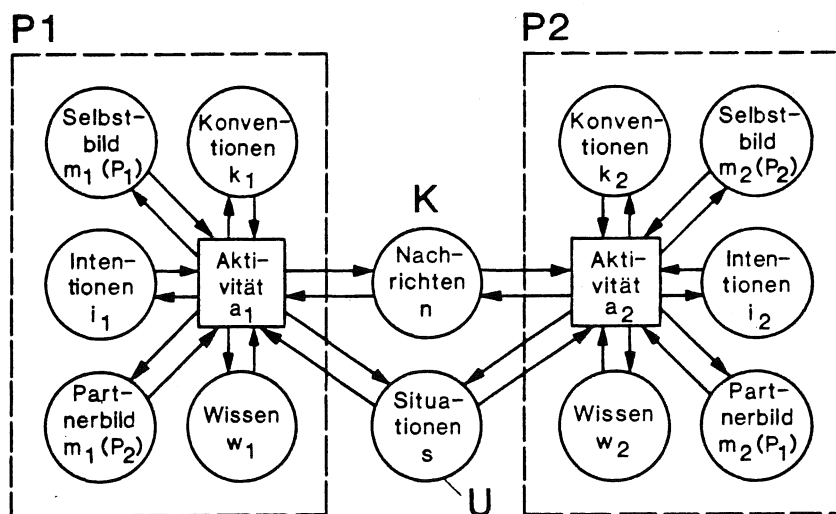 P1
P2
Selbst-
bild
m₁(P₁)
Konven-
tionen
k₁
Inten-
tionen
i₁
Akti-
vität
a₁
Part-
nerbild
m₁(P₂)
Wissen
w₁
K
Nach-
richten
n
Situa-
tionen
s
U
Konven-
tionen
k₂
Selbst-
bild
m₂(P₂)
Akti-
vität
a₂
Inten-
tionen
i₂
Wissen
w₂
Part-
nerbild
m₂(P₁)